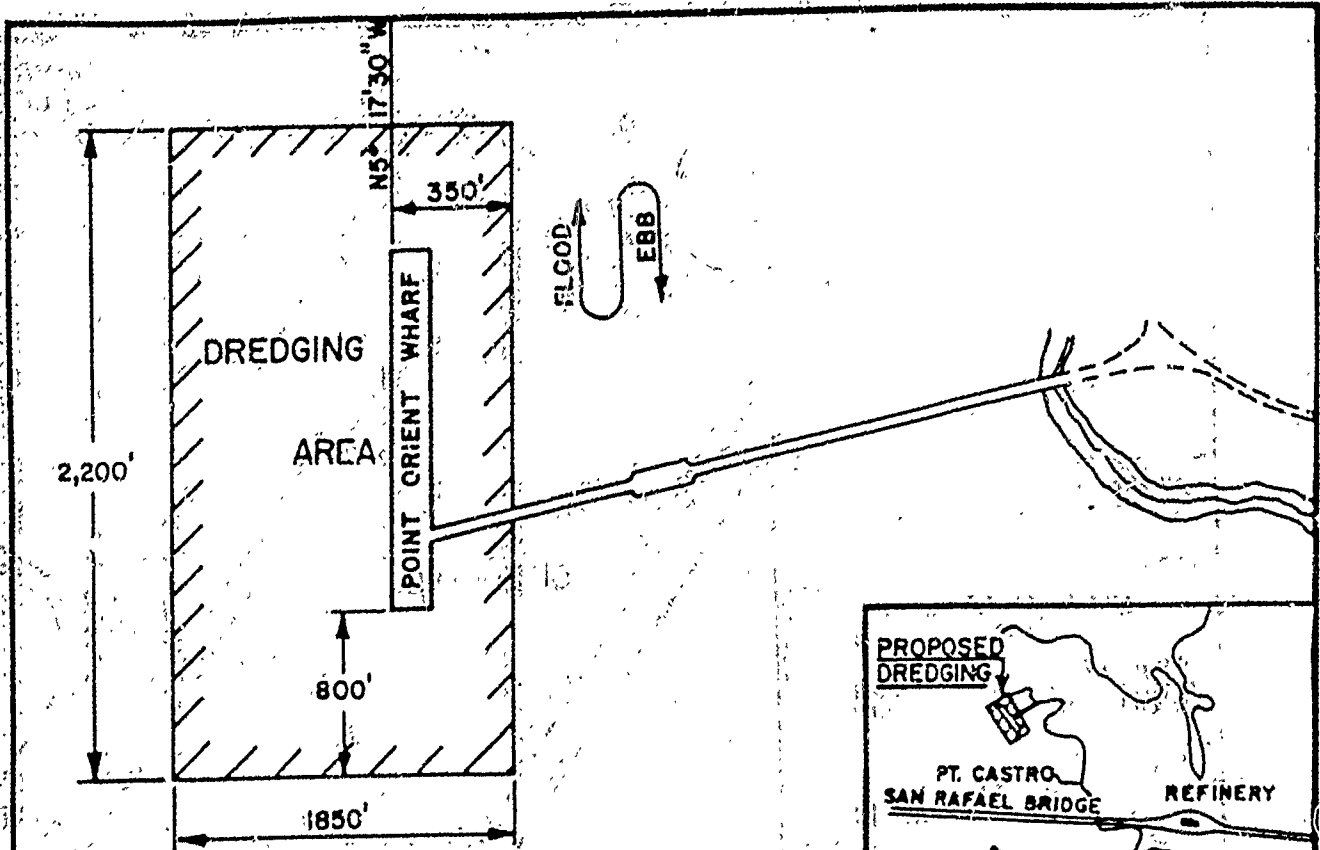 N5° 17'30" W
350'
FLOOD
EBB
DREDGING
AREA
POINT ORIENT WHARF
2,200'
800'
1850'
PROPOSED
DREDGING
PT. CASTRO
SAN RAFAEL BRIDGE
REFINERY